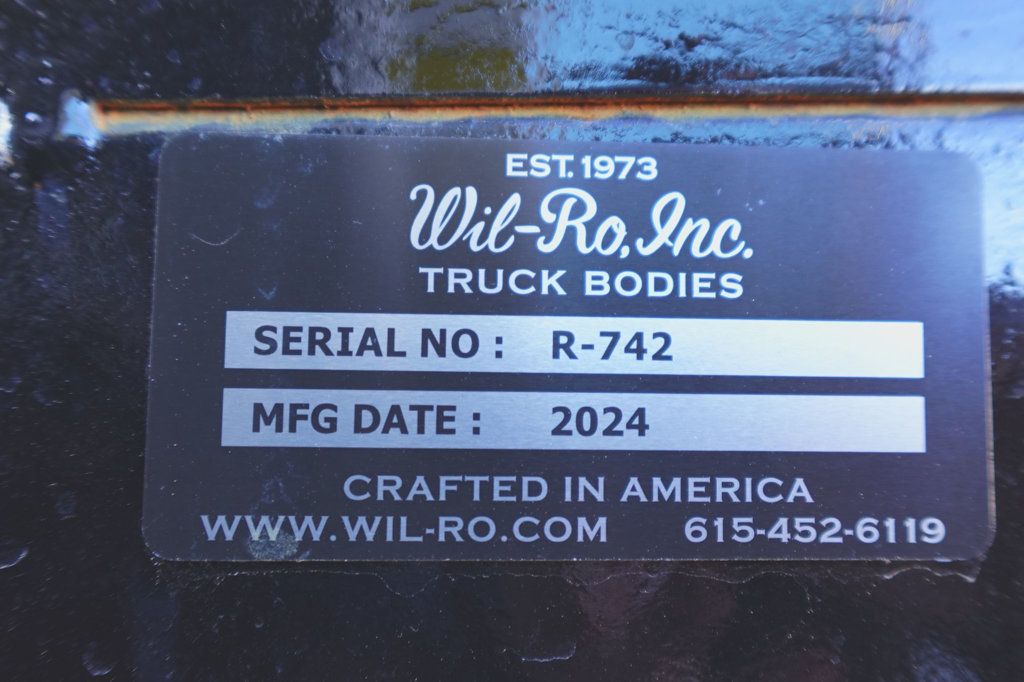 EST. 1973
Wil-Ro, Inc.
TRUCK BODIES
SERIAL NO : R-742
MFG DATE : 2024
CRAFTED IN AMERICA
WWW.WIL-RO.COM 615-452-6119